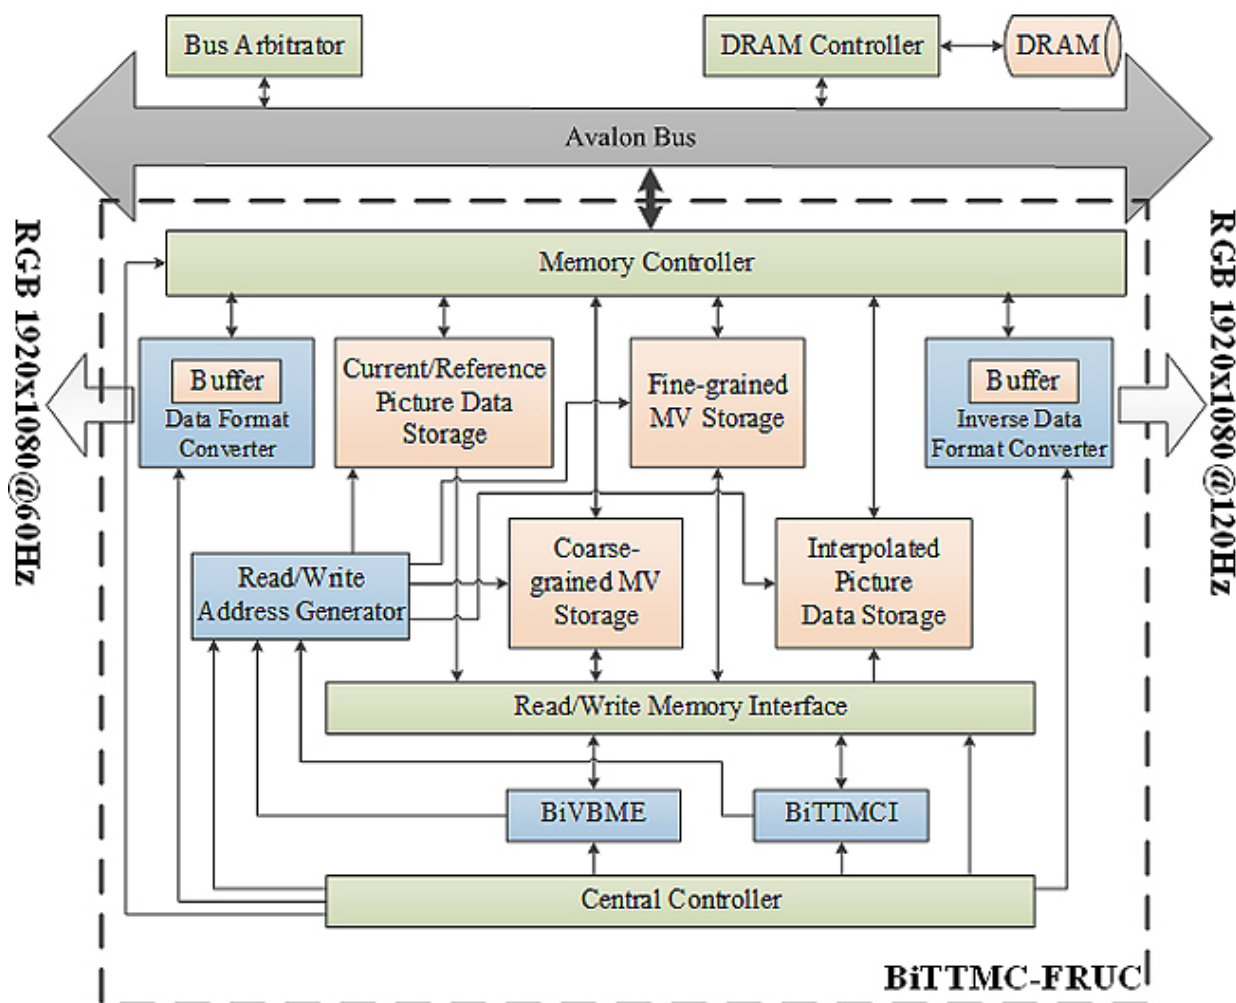 Bus Arbitrator
DRAM Controller
DRAM
Avalon Bus
RGB 1920x1080@60Hz
RGB 1920x1080@120Hz
Memory Controller
Buffer
Data Format
Converter
Current/Reference
Picture Data
Storage
Fine-grained
MV Storage
Buffer
Inverse Data
Format Converter
Read/Write
Address Generator
Coarse-
grained MV
Storage
Interpolated
Picture
Data Storage
Read/Write Memory Interface
BiVBME
BiTTMCI
Central Controller
BiTTMC-FRUC